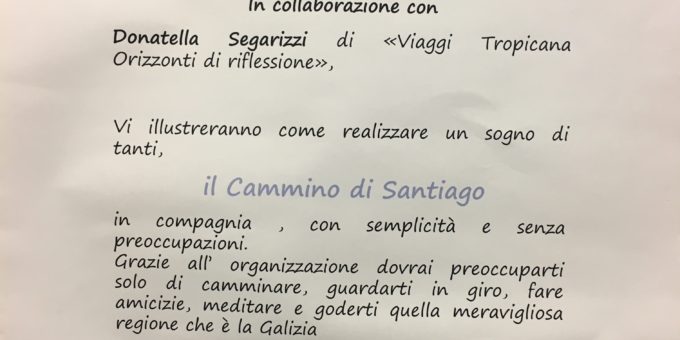 In collaborazione con
Donatella Segarizzi di «Viaggi Tropicana
Orizzonti di riflessione»,
Vi illustreranno come realizzare un sogno di
tanti,
il Cammino di Santiago
in compagnia , con semplicità e senza
preoccupazioni.
Grazie all' organizzazione dovrai preoccuparti
solo di camminare, guardarti in giro, fare
amicizie, meditare e goderti quella meravigliosa
regione che è la Galizia